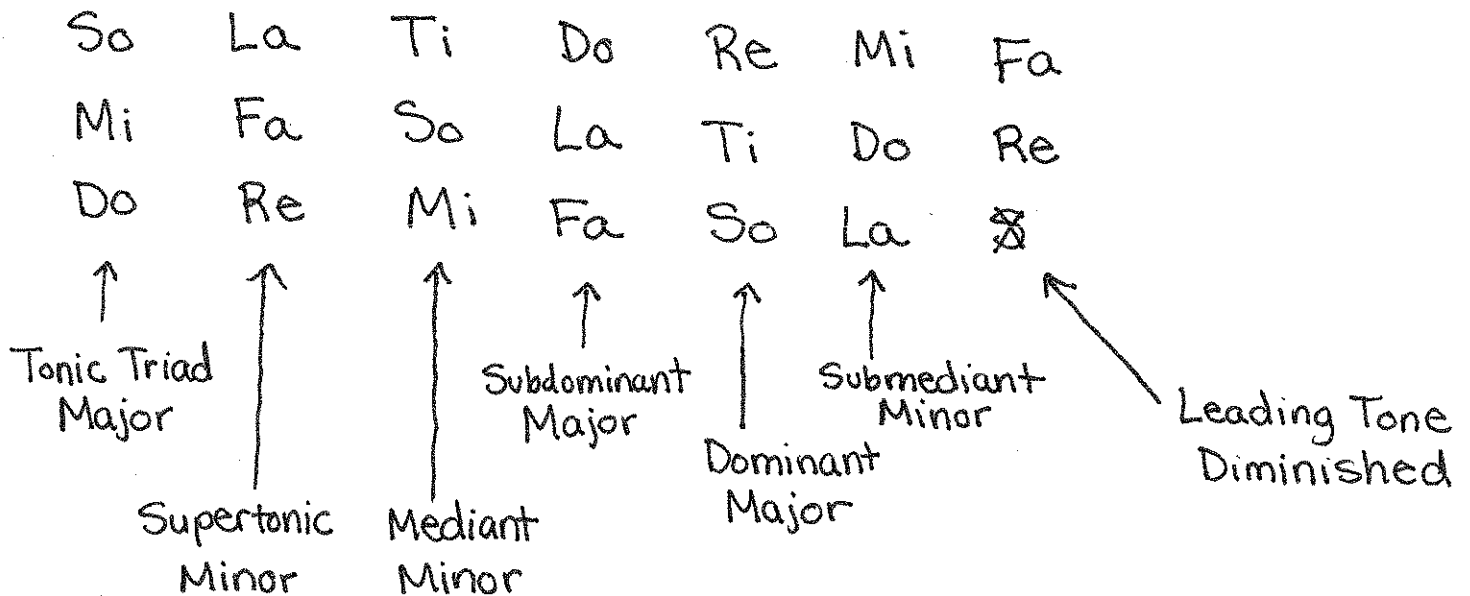 So La Ti Do Re Mi Fa
Mi Fa So La Ti Do Re
Do Re Mi Fa So La
Tonic Triad
Major
Supertonic
Minor
Mediant
Minor
Subdominant
Major
Dominant
Major
Submediant
Minor
Leading Tone
Diminished